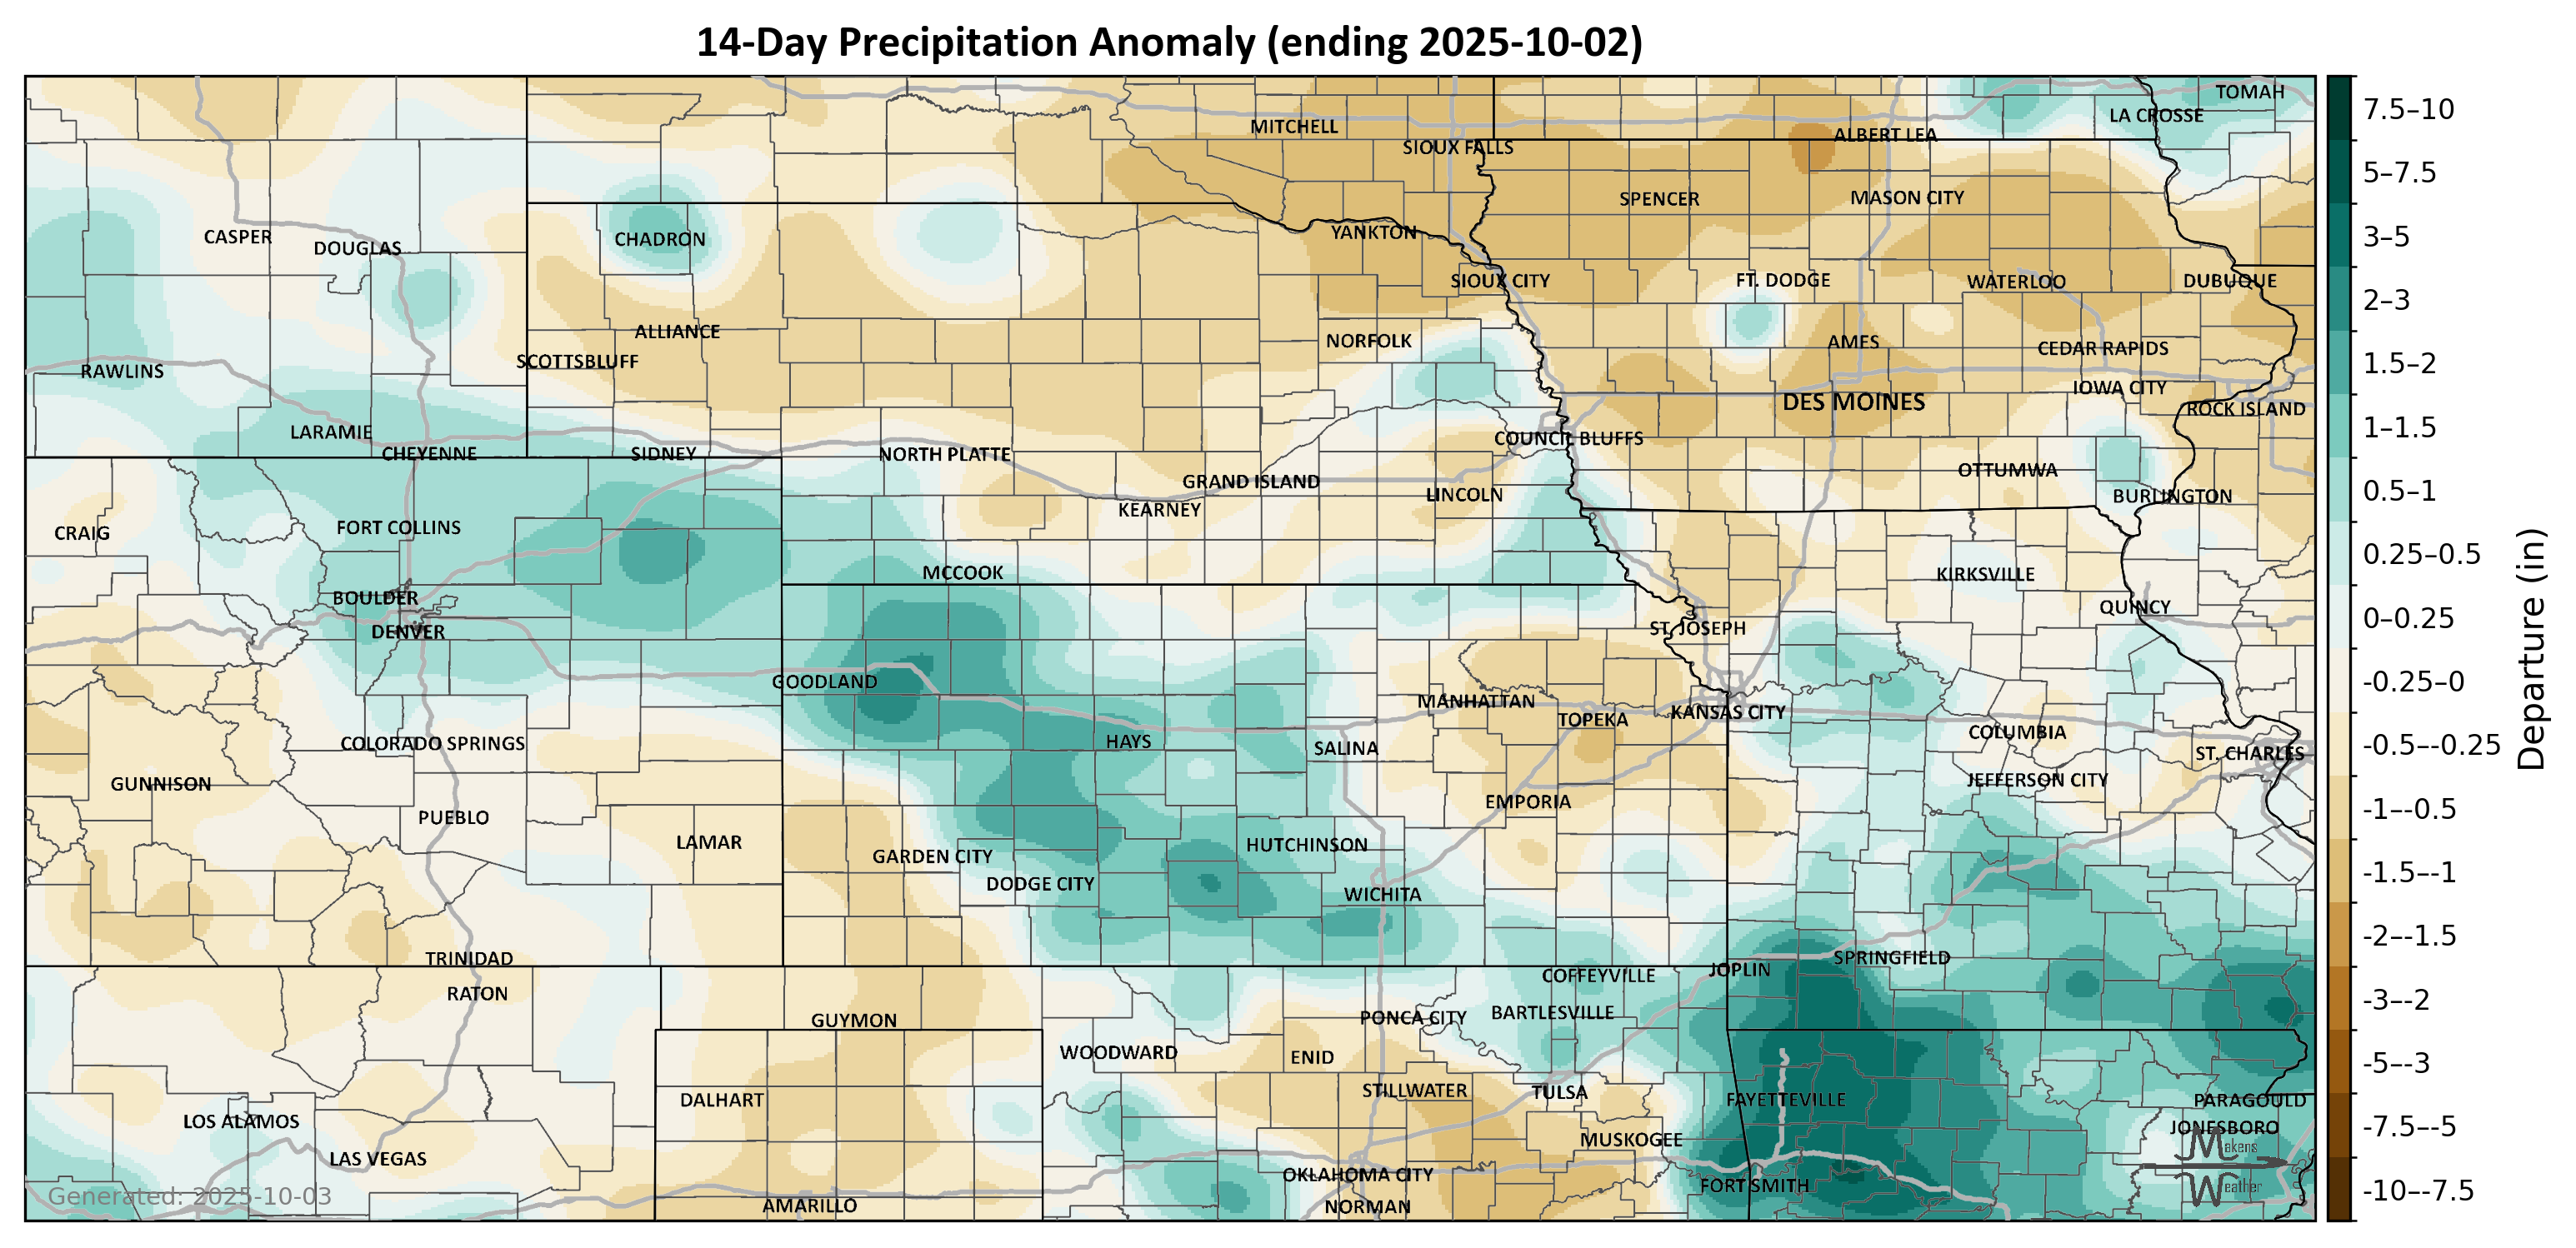 14-Day Precipitation Anomaly (ending 2025-10-02)
TOMAH
LA CROSSE
MITCHELL
ALBERT LEA
SIOUX FALLS
SPENCER
MASON CITY
CASPER
DOUGLAS
CHADRON
YANKTON
SIOUX CITY
FT. DODGE
WATERLOO
DUBUQUE
ALLIANCE
NORFOLK
AMES
CEDAR RAPIDS
SCOTTSBLUFF
RAWLINS
IOWA CITY
DES MOINES
ROCK ISLAND
LARAMIE
COUNCIL BLUFFS
CHEYENNE
SIDNEY
NORTH PLATTE
OTTUMWA
GRAND ISLAND
LINCOLN
BURLINGTON
KEARNEY
CRAIG
FORT COLLINS
MCCOOK
KIRKSVILLE
BOULDER
QUINCY
DENVER
ST. JOSEPH
GOODLAND
MANHATTAN
KANSAS CITY
TOPEKA
COLUMBIA
COLORADO SPRINGS
HAYS
SALINA
ST. CHARLES
GUNNISON
JEFFERSON CITY
EMPORIA
PUEBLO
LAMAR
HUTCHINSON
GARDEN CITY
DODGE CITY
WICHITA
TRINIDAD
SPRINGFIELD
JOPLIN
COFFEYVILLE
RATON
BARTLESVILLE
PONCA CITY
GUYMON
WOODWARD
ENID
STILLWATER
TULSA
DALHART
FAYETTEVILLE
PARAGOULD
LOS ALAMOS
JONESBORO
MUSKOGEE
LAS VEGAS
OKLAHOMA CITY
FORT SMITH
AMARILLO
NORMAN
Generated: 2025-10-03
Makens
Weather
7.5–10
5–7.5
3–5
2–3
1.5–2
1–1.5
0.5–1
0.25–0.5
0–0.25
-0.25–0
-0.5–-0.25
-1–-0.5
-1.5–-1
-2–-1.5
-3–-2
-5–-3
-7.5–-5
-10–-7.5
Departure (in)